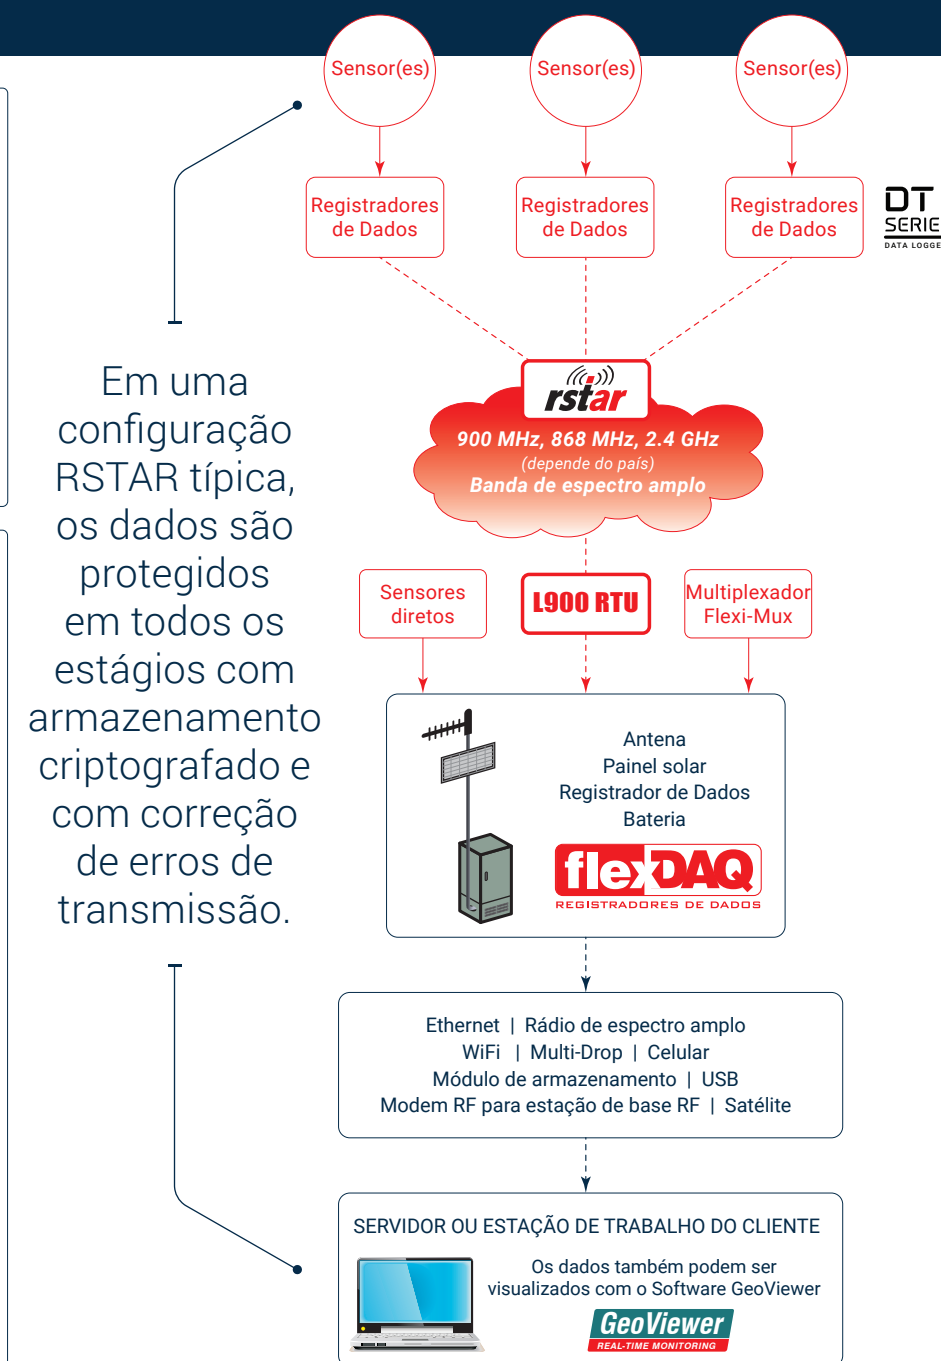 Sensor(es)
Sensor(es)
Sensor(es)
Registradores
de Dados
Registradores
de Dados
Registradores
de Dados
DT
SERIE
DATA LOGGE
Em uma
configuração
RSTAR típica,
os dados são
protegidos
em todos os
estágios com
armazenamento
criptografado e
com correção
de erros de
transmissão.
rstar
900 MHz, 868 MHz, 2.4 GHz
(depende do país)
Banda de espectro amplo
Sensores
diretos
L900 RTU
Multiplexador
Flexi-Mux
Antena
Painel solar
Registrador de Dados
Bateria
flexDAQ
REGISTRADORES DE DADOS
Ethernet | Rádio de espectro amplo
WiFi | Multi-Drop | Celular
Módulo de armazenamento | USB
Modem RF para estação de base RF | Satélite
SERVIDOR OU ESTAÇÃO DE TRABALHO DO CLIENTE
Os dados também podem ser
visualizados com o Software GeoViewer
GeoViewer
REAL-TIME MONITORING